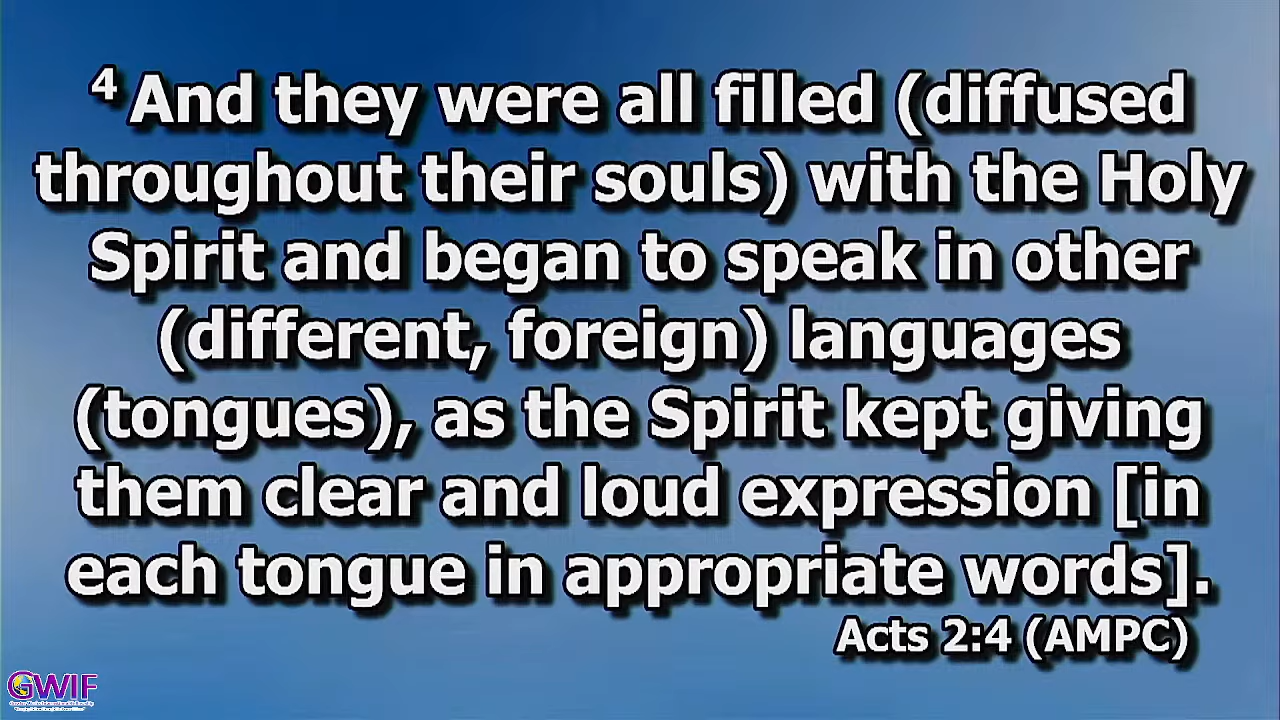 4 And they were all filled (diffused
throughout their souls) with the Holy
Spirit and began to speak in other
(different, foreign) languages
(tongues), as the Spirit kept giving
them clear and loud expression [in
each tongue in appropriate words].
Acts 2:4 (AMPC)
GWIF